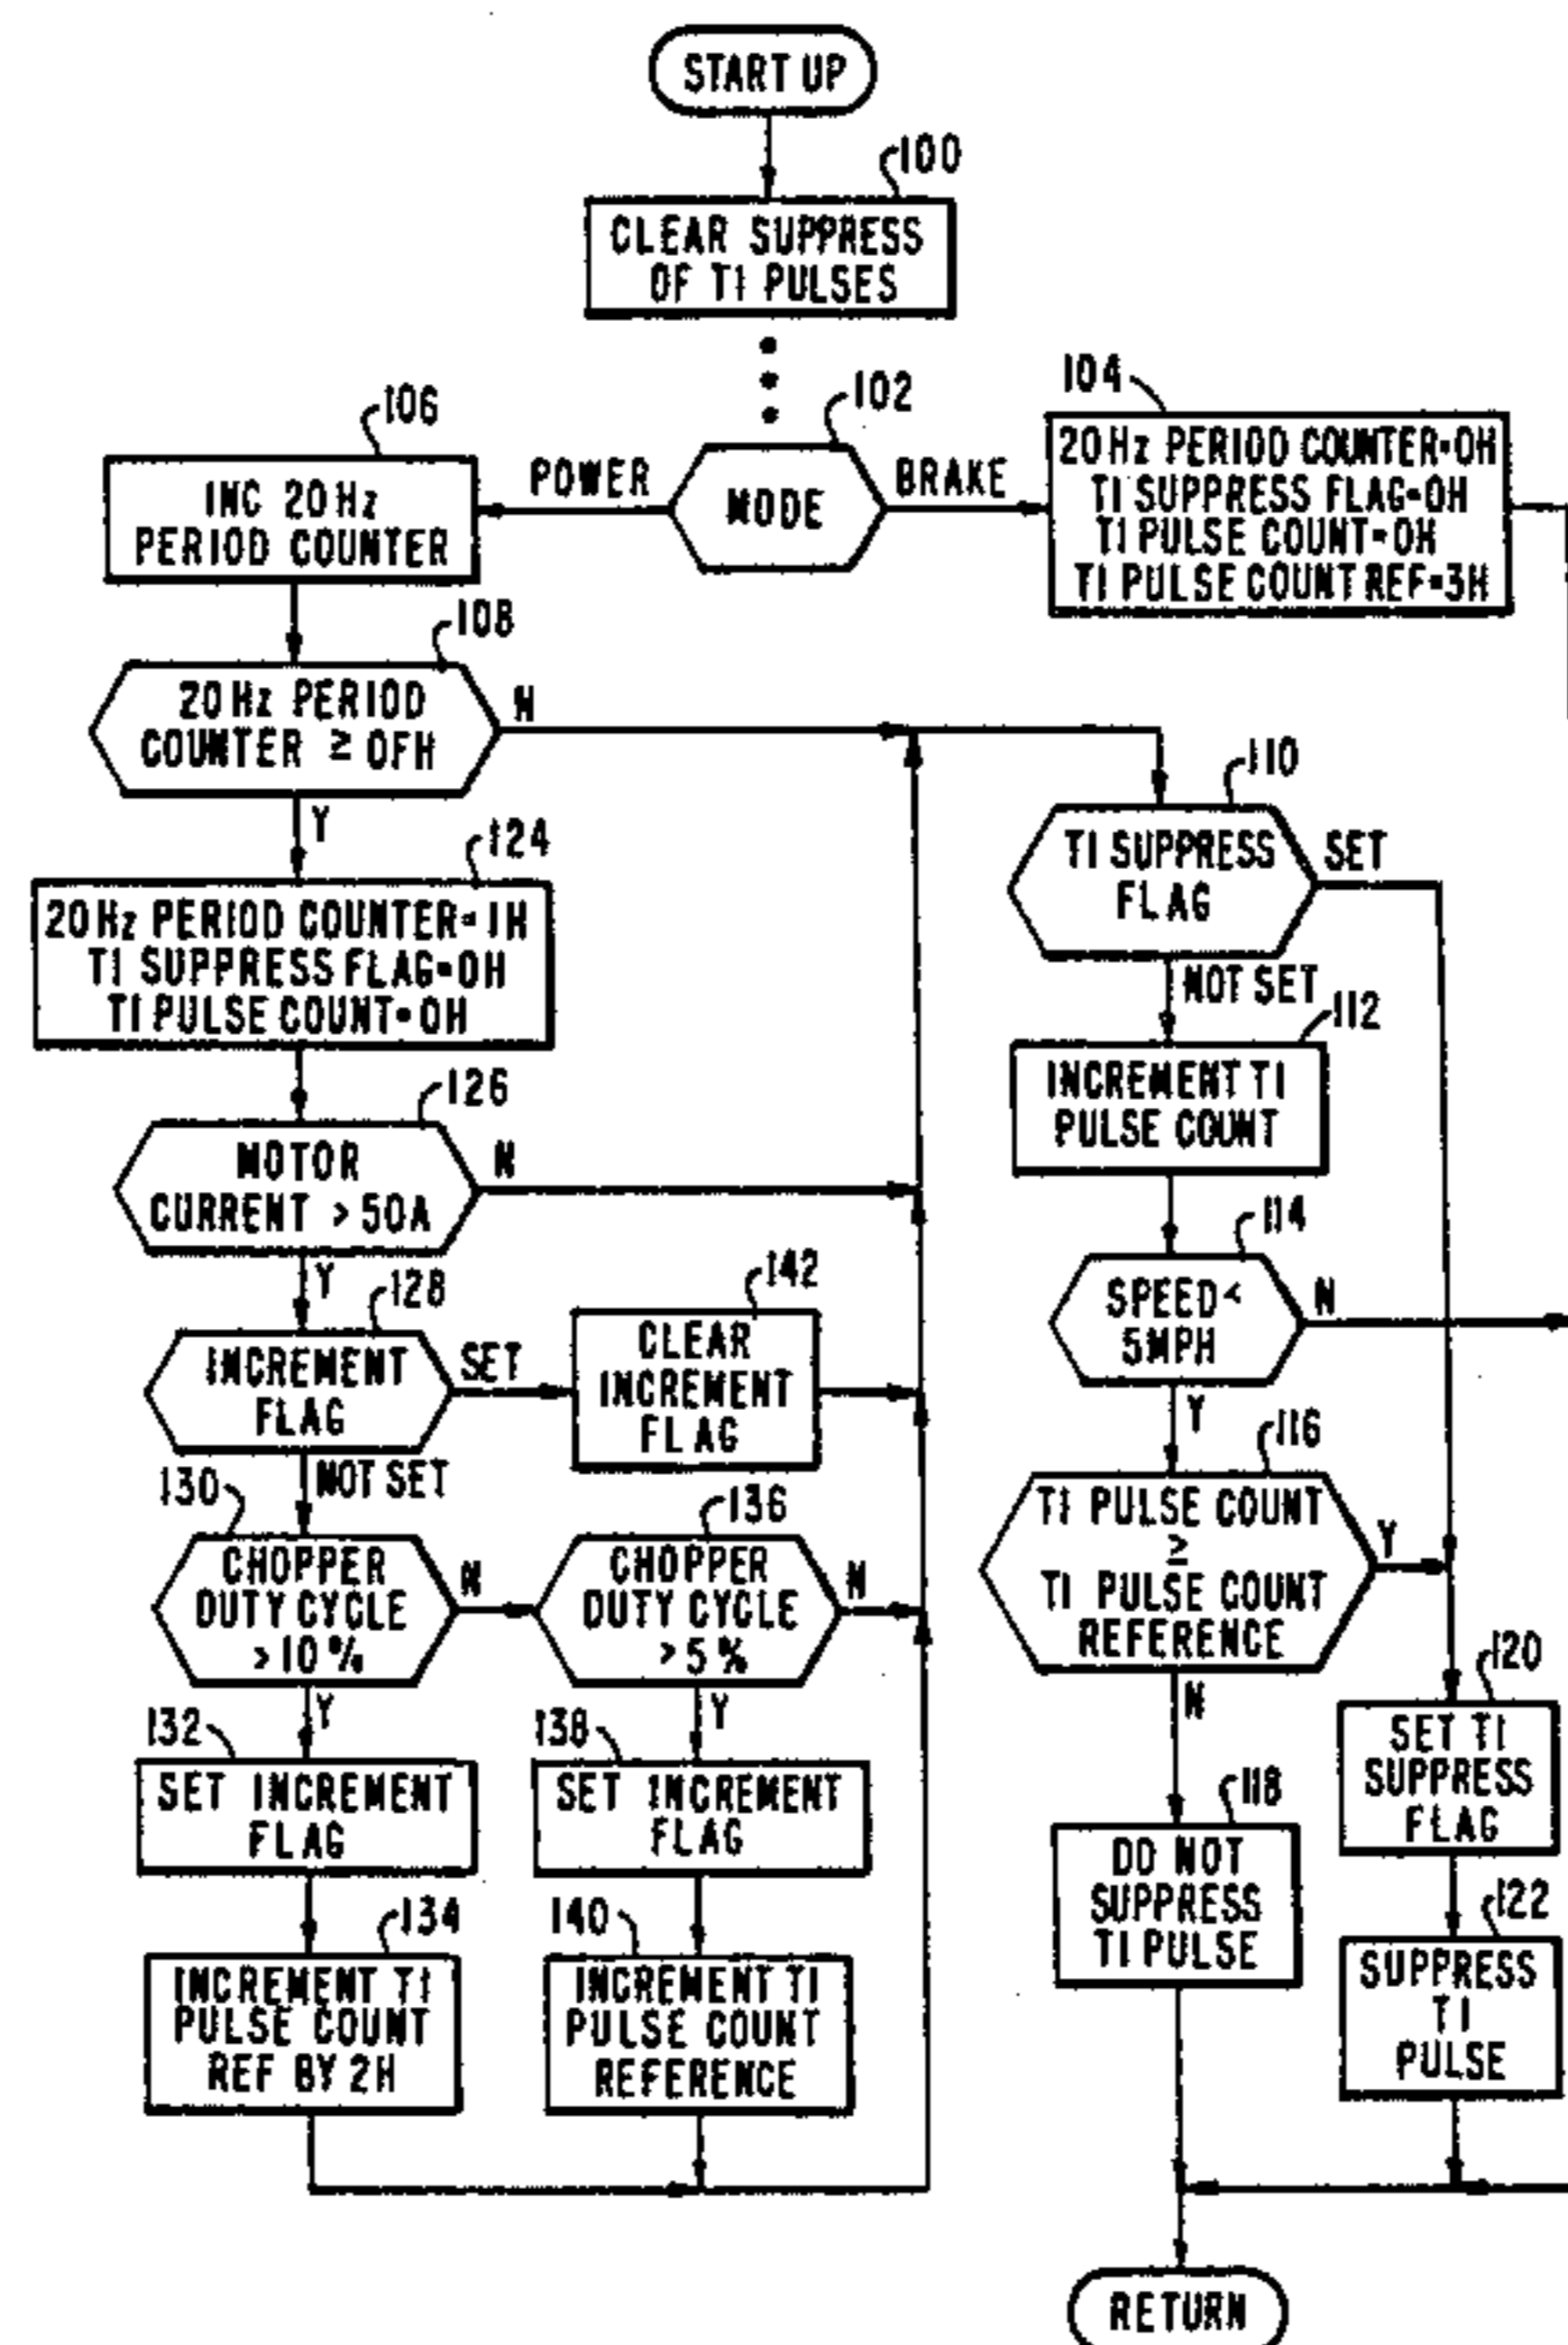 START UP
100
CLEAR SUPPRESS
OF T1 PULSES
102
MODE
POWER
BRAKE
104
20 Hz PERIOD COUNTER=0H
T1 SUPPRESS FLAG=0H
T1 PULSE COUNT=0H
T1 PULSE COUNT REF=3H
106
INC 20 Hz
PERIOD COUNTER
108
20 Hz PERIOD
COUNTER ≥ 0FH
N
Y
124
20 Hz PERIOD COUNTER=1H
T1 SUPPRESS FLAG=0H
T1 PULSE COUNT=0H
126
MOTOR
CURRENT > 50A
N
Y
128
INCREMENT
FLAG
SET
142
CLEAR
INCREMENT
FLAG
NOT SET
130
CHOPPER
DUTY CYCLE
>10%
N
136
CHOPPER
DUTY CYCLE
>5%
N
Y
Y
132
SET INCREMENT
FLAG
138
SET INCREMENT
FLAG
134
INCREMENT T1
PULSE COUNT
REF BY 2H
140
INCREMENT T1
PULSE COUNT
REFERENCE
110
T1 SUPPRESS
FLAG
SET
NOT SET
112
INCREMENT T1
PULSE COUNT
114
SPEED <
5MPH
N
Y
116
T1 PULSE COUNT
≥
T1 PULSE COUNT
REFERENCE
Y
N
118
DO NOT
SUPPRESS
T1 PULSE
120
SET T1
SUPPRESS
FLAG
122
SUPPRESS
T1
PULSE
RETURN